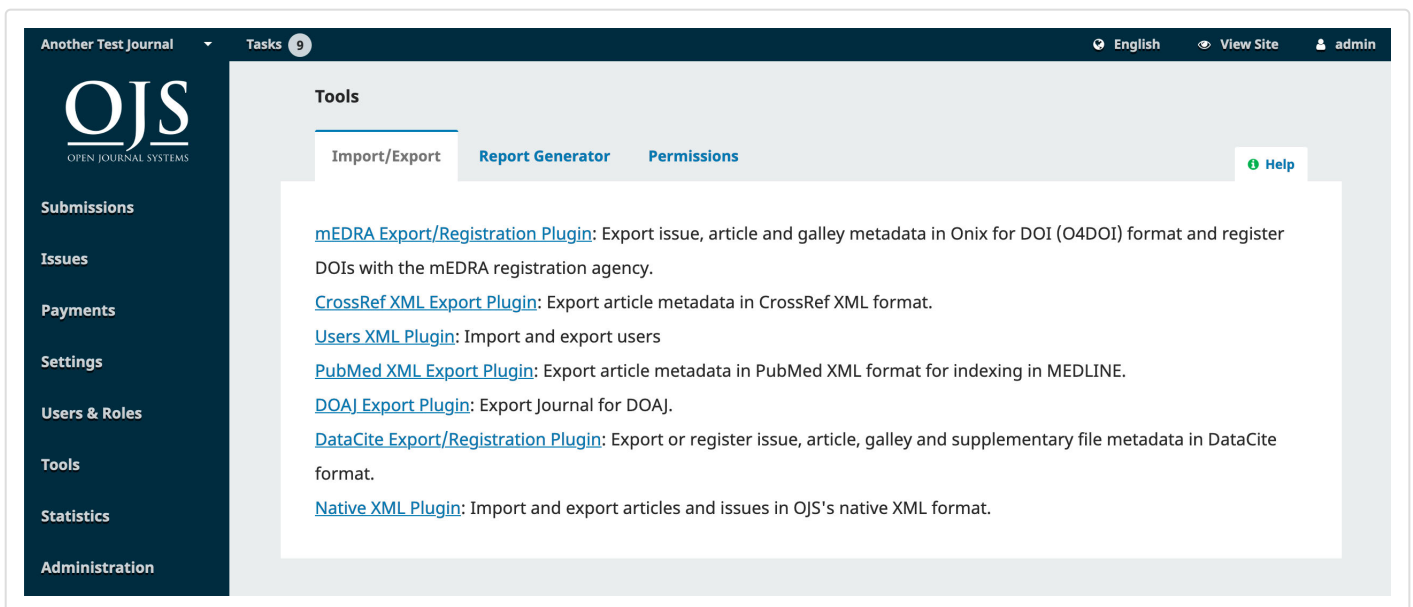 Another Test Journal Tasks 9 English View Site admin
OJS
OPEN JOURNAL SYSTEMS
Submissions
Issues
Payments
Settings
Users & Roles
Tools
Statistics
Administration
Tools
Import/Export Report Generator Permissions
Help
mEDRA Export/Registration Plugin: Export issue, article and galley metadata in Onix for DOI (O4DOI) format and register
DOIs with the mEDRA registration agency.
CrossRef XML Export Plugin: Export article metadata in CrossRef XML format.
Users XML Plugin: Import and export users
PubMed XML Export Plugin: Export article metadata in PubMed XML format for indexing in MEDLINE.
DOAJ Export Plugin: Export Journal for DOAJ.
DataCite Export/Registration Plugin: Export or register issue, article, galley and supplementary file metadata in DataCite
format.
Native XML Plugin: Import and export articles and issues in OJS's native XML format.